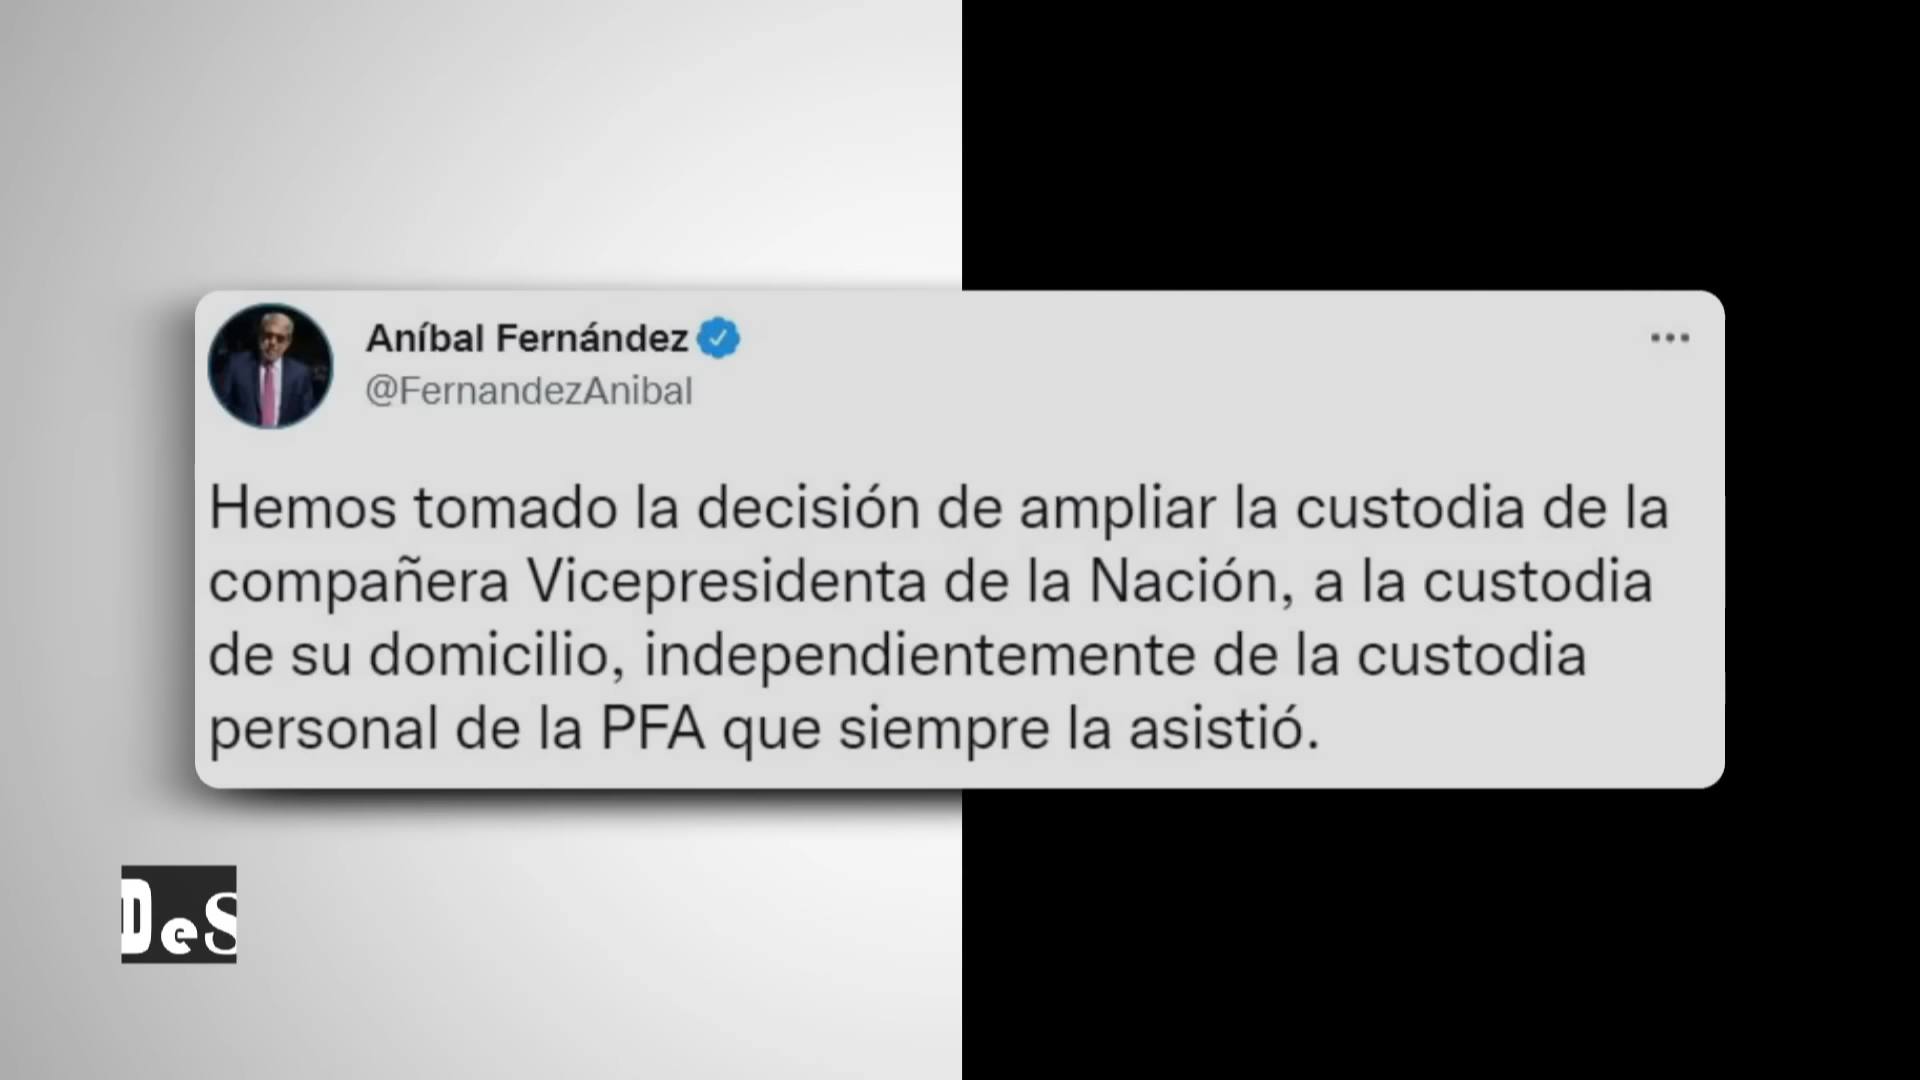 Aníbal Fernández
@FernandezAnibal
Hemos tomado la decisión de ampliar la custodia de la
compañera Vicepresidenta de la Nación, a la custodia
de su domicilio, independientemente de la custodia
personal de la PFA que siempre la asistió.
DeS